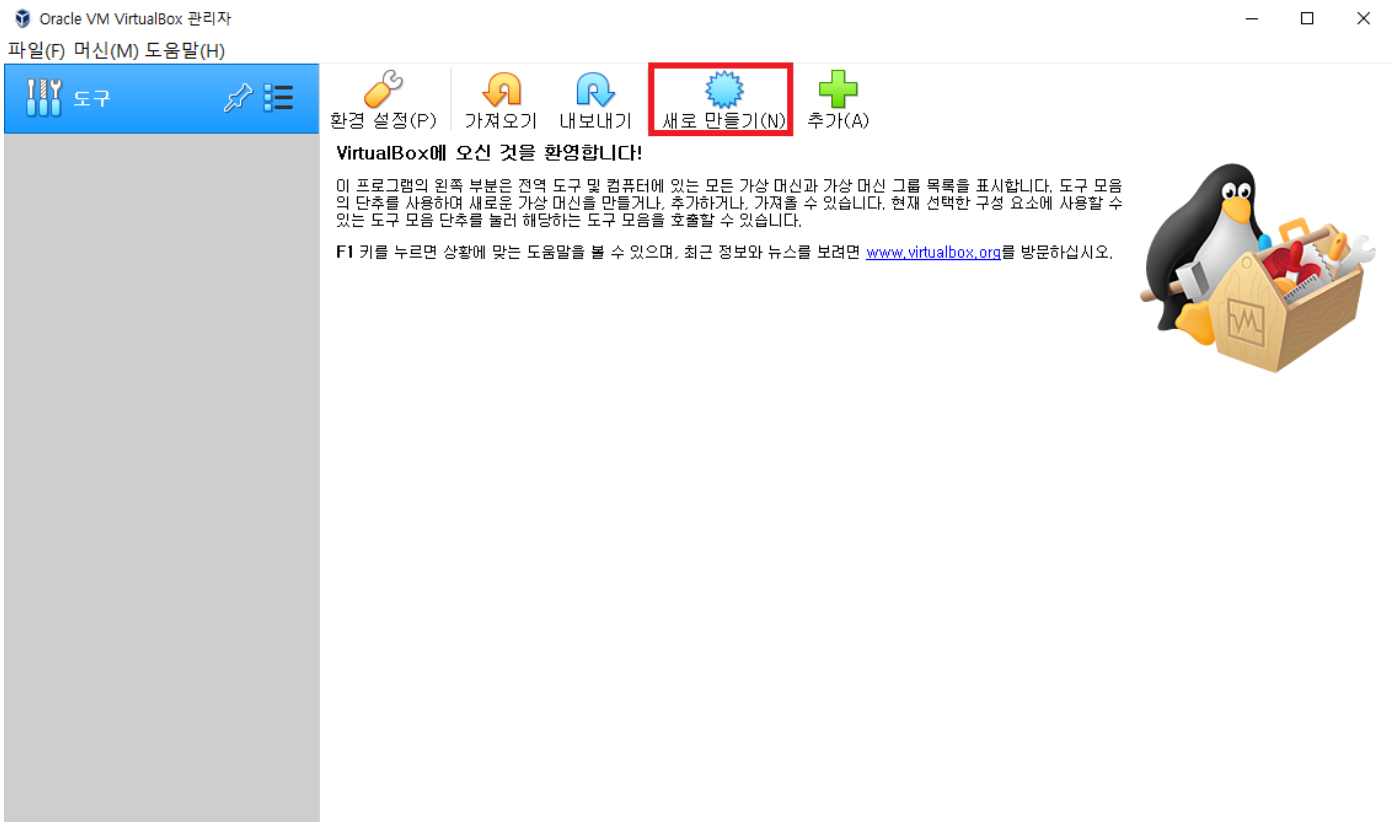 Oracle VM VirtualBox 관리자
파일(F) 머신(M) 도움말(H)
도구
환경 설정(P) 가져오기 내보내기 새로 만들기(N) 추가(A)
VirtualBox에 오신 것을 환영합니다!
이 프로그램의 왼쪽 부분은 전역 도구 및 컴퓨터에 있는 모든 가상 머신과 가상 머신 그룹 목록을 표시합니다. 도구 모음
의 단추를 사용하여 새로운 가상 머신을 만들거나, 추가하거나, 가져올 수 있습니다. 현재 선택한 구성 요소에 사용할 수
있는 도구 모음 단추를 눌러 해당하는 도구 모음을 호출할 수 있습니다.
F1 키를 누르면 상황에 맞는 도움말을 볼 수 있으며, 최근 정보와 뉴스를 보려면 www.virtualbox.org를 방문하십시오.